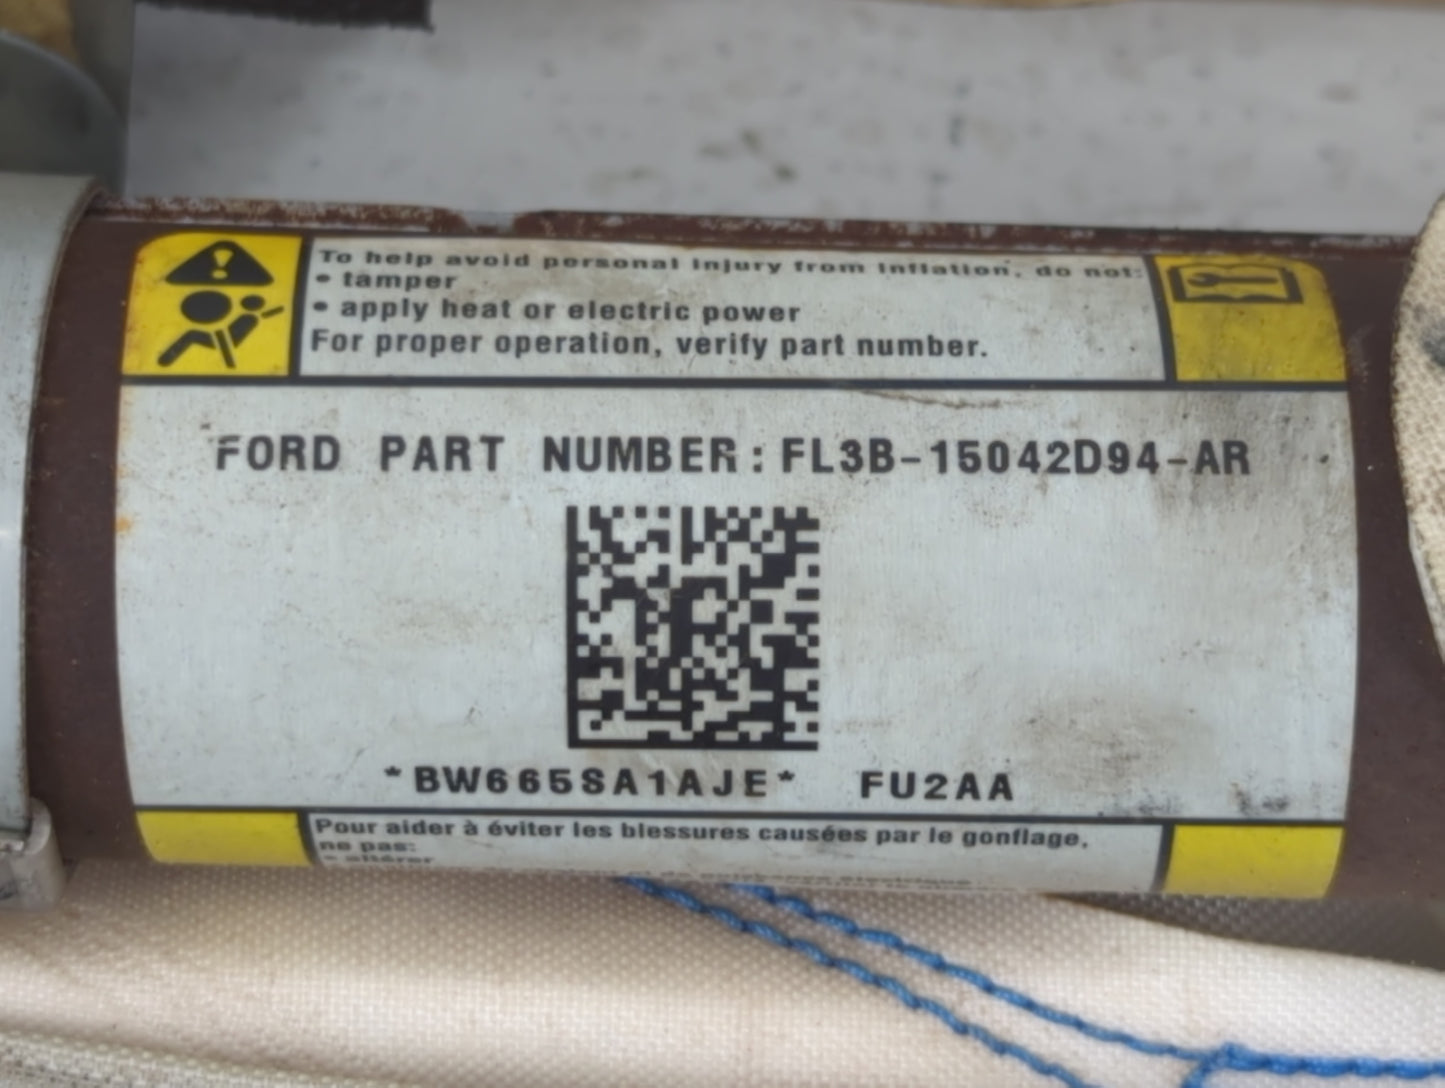 To help avoid personal injury from inflation, do not:
• tamper
• apply heat or electric power
For proper operation, verify part number.
FORD PART NUMBER: FL3B-15042D94-AR
*BW665SA1AJE* FU2AA
Pour aider à éviter les blessures causées par le gonflage,
ne pas:
• altérer